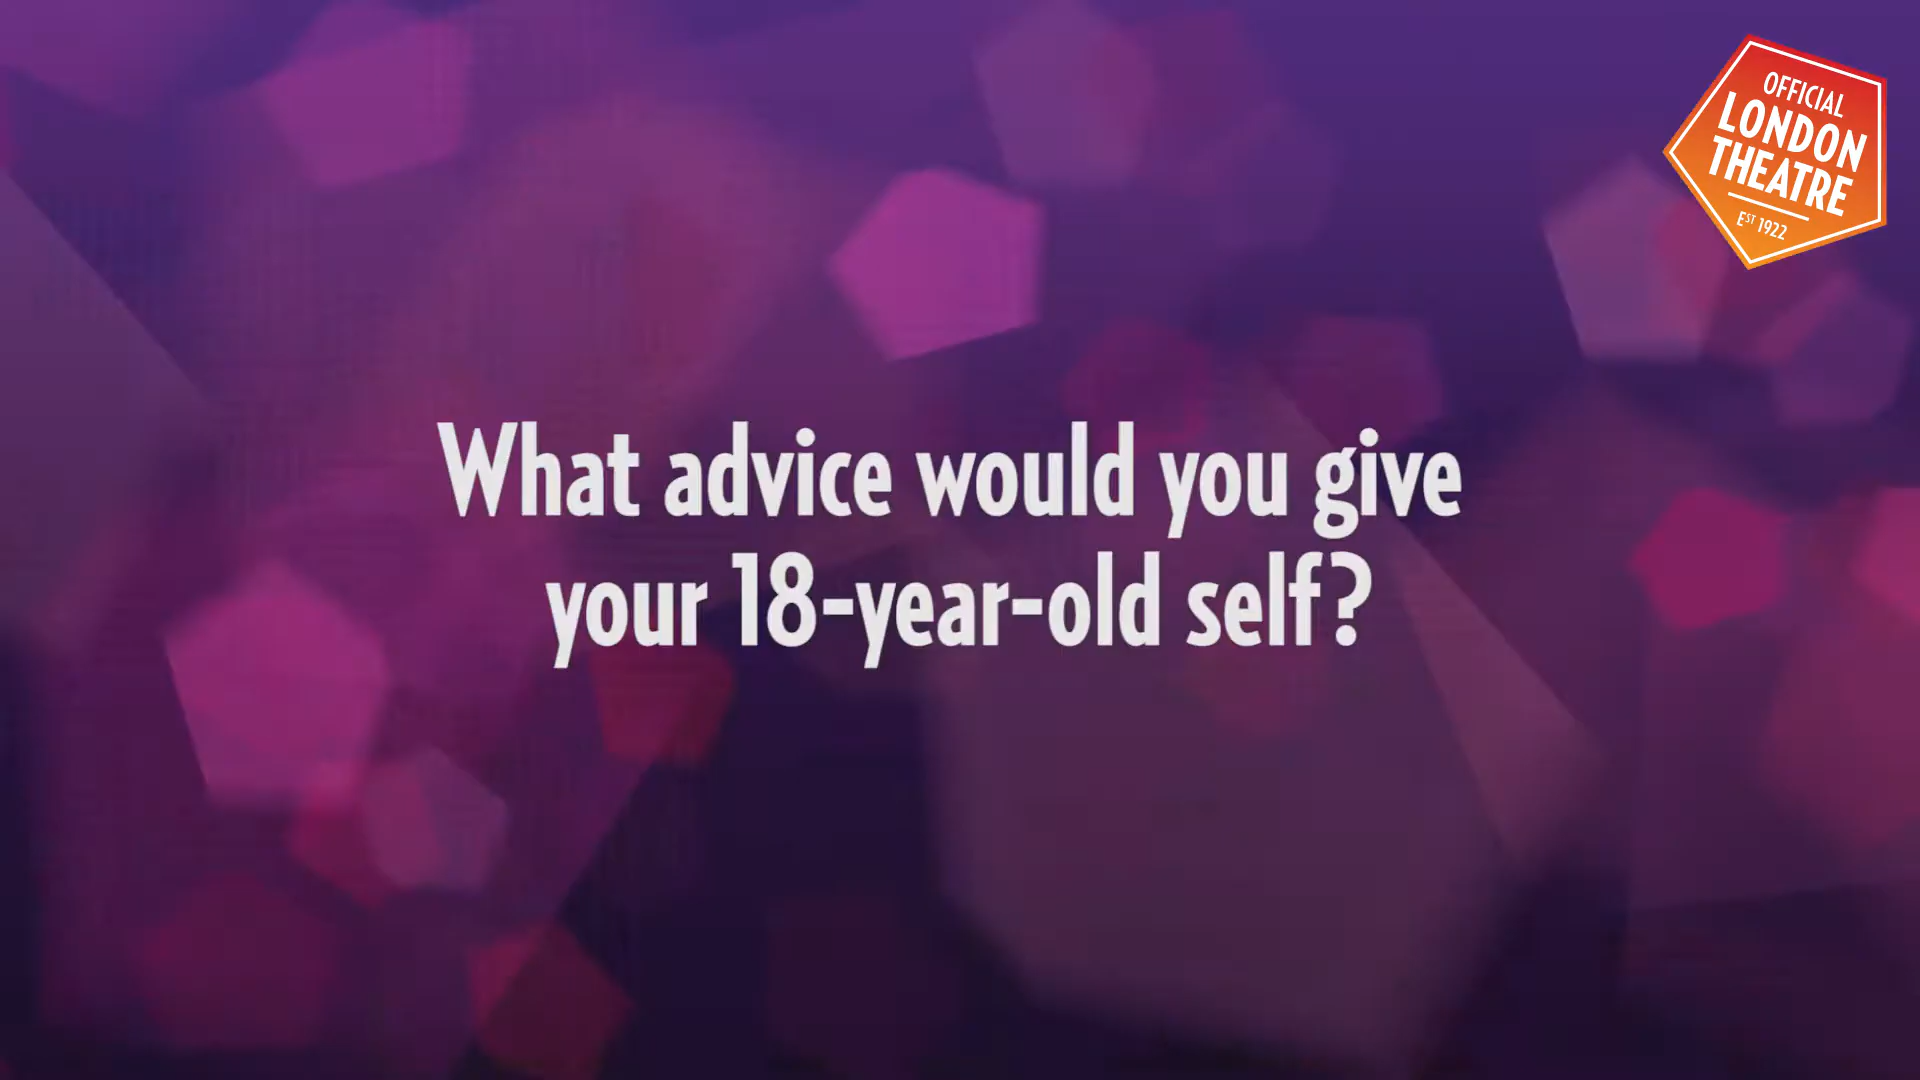 OFFICIAL
LONDON
THEATRE
EST 1922
What advice would you give
your 18-year-old self?